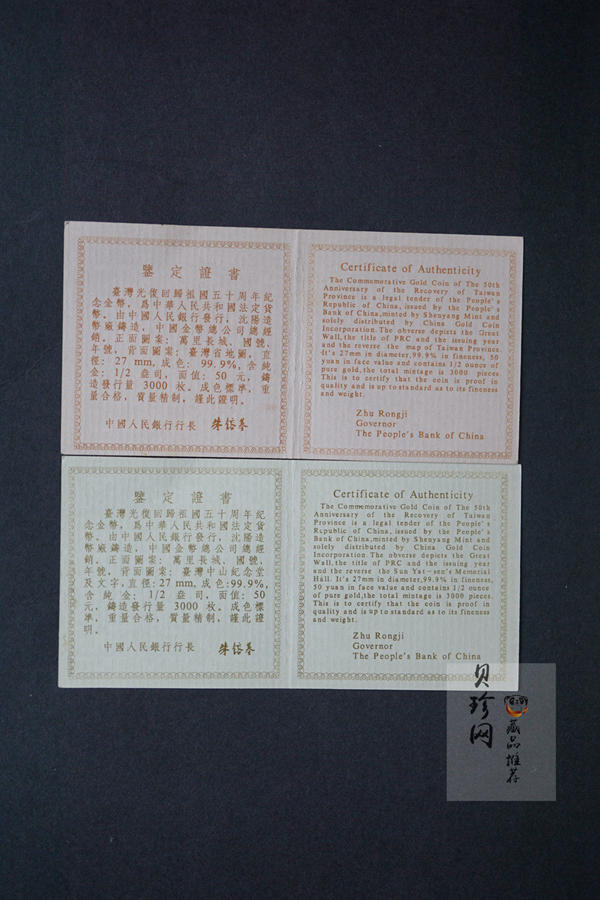 鑒定證書
臺灣光復回歸祖國五十周年紀
念金幣,爲中華人民共和國法定貨
幣。由中國人民銀行發行,沈陽造
幣廠鑄造,中國金幣總公司總經
銷。正面圖案:萬里長城、國號、
年號,背面圖案:臺灣省地圖。直
徑:27 mm,成色:99.9%,含純
金:1/2 盎司,面值:50 元,鑄
造發行量 3000 枚。成色標準,重
量合格,質量精制,謹此證明。
中國人民銀行行長 朱鎔基
Certificate of Authenticity
The Commemorative Gold Coin of The 50th
Anniversary of the Recovery of Taiwan
Province is a legal tender of the People's
Republic of China,issued by the People's
Bank of China,minted by Shenyang Mint and
solely distributed by China Gold Coin
Incorporation.The obverse depicts the Great
Wall,the title of PRC and the issuing year
and the reverse the map of Taiwan Province.
It's 27mm in diameter,99.9% in fineness, 50
yuan in face value and contains 1/2 ounce of
pure gold,the total mintage is 3000 pieces.
This is to certify that the coin is proof in
quality and is up to standard as to its fineness
and weight.
Zhu Rongji
Governor
The People's Bank of China
鑒定證書
臺灣光復回歸祖國五十周年紀
念金幣,爲中華人民共和國法定貨
幣。由中國人民銀行發行,沈陽造
幣廠鑄造,中國金幣總公司總經
銷。正面圖案:萬里長城、國號、
年號,背面圖案:臺灣中山紀念堂
及文字,直徑:27 mm,成色:99.9%,
含純金:1/2 盎司,面值:50
元,鑄造發行量 3000 枚。成色標
準,重量合格,質量精制,謹此證
明。
中國人民銀行行長 朱鎔基
Certificate of Authenticity
The Commemorative Gold Coin of The 50th
Anniversary of the Recovery of Taiwan
Province is a legal tender of the People's
Republic of China,issued by the People's
Bank of China,minted by Shenyang Mint and
solely distributed by China Gold Coin
Incorporation.The obverse depicts the Great
Wall,the title of PRC and the issuing year
and the reverse the Sun Yat-sen's Memorial
Hall. It's 27mm in diameter,99.9% in fineness,
50 yuan in face value and contains 1/2 ounce
of pure gold,the total mintage is 3000 pieces.
This is to certify that the coin is proof in
quality and is up to standard as to its fineness
and weight.
Zhu Rongji
Governor
The People's Bank of China
贝珍网
藏品推荐